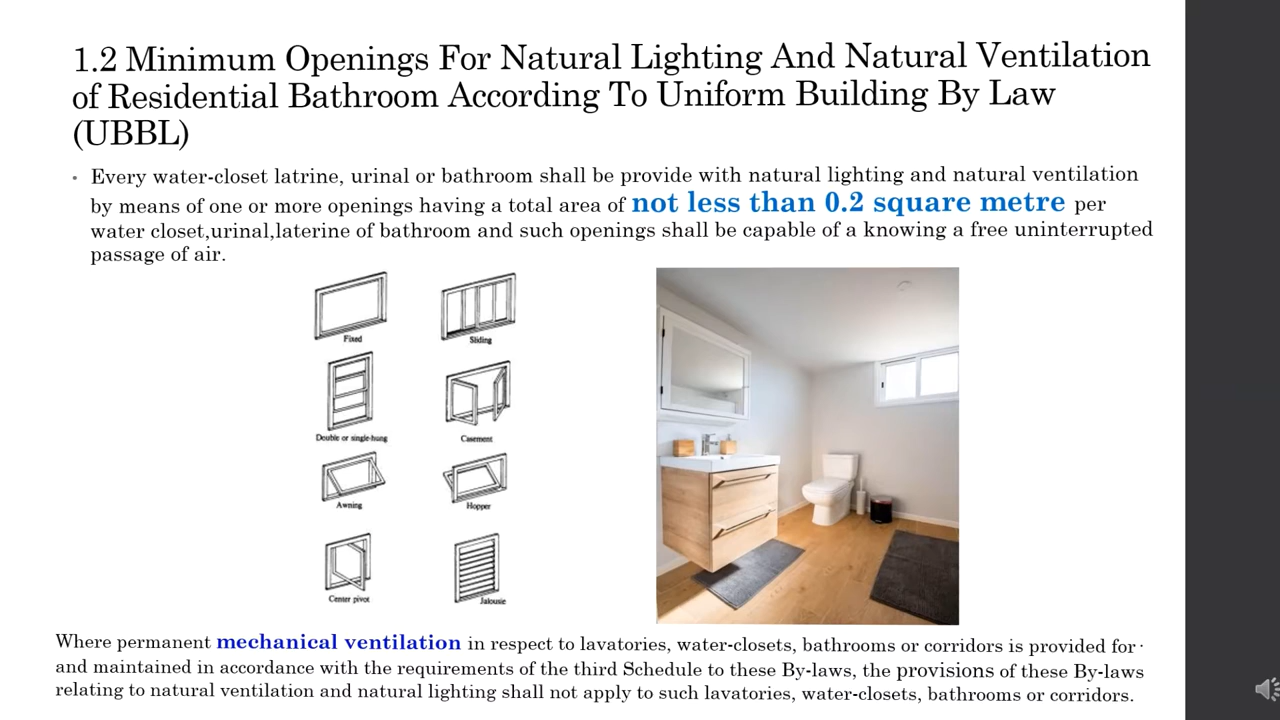 1.2 Minimum Openings For Natural Lighting And Natural Ventilation
of Residential Bathroom According To Uniform Building By Law
(UBBL)
• Every water-closet latrine, urinal or bathroom shall be provide with natural lighting and natural ventilation
by means of one or more openings having a total area of not less than 0.2 square metre per
water closet,urinal,laterine of bathroom and such openings shall be capable of a knowing a free uninterrupted
passage of air.
Fixed
Sliding
Double or single-hung
Casement
Awning
Hopper
Center pivot
Jalousie
Where permanent mechanical ventilation in respect to lavatories, water-closets, bathrooms or corridors is provided for·
and maintained in accordance with the requirements of the third Schedule to these By-laws, the provisions of these By-laws
relating to natural ventilation and natural lighting shall not apply to such lavatories, water-closets, bathrooms or corridors.